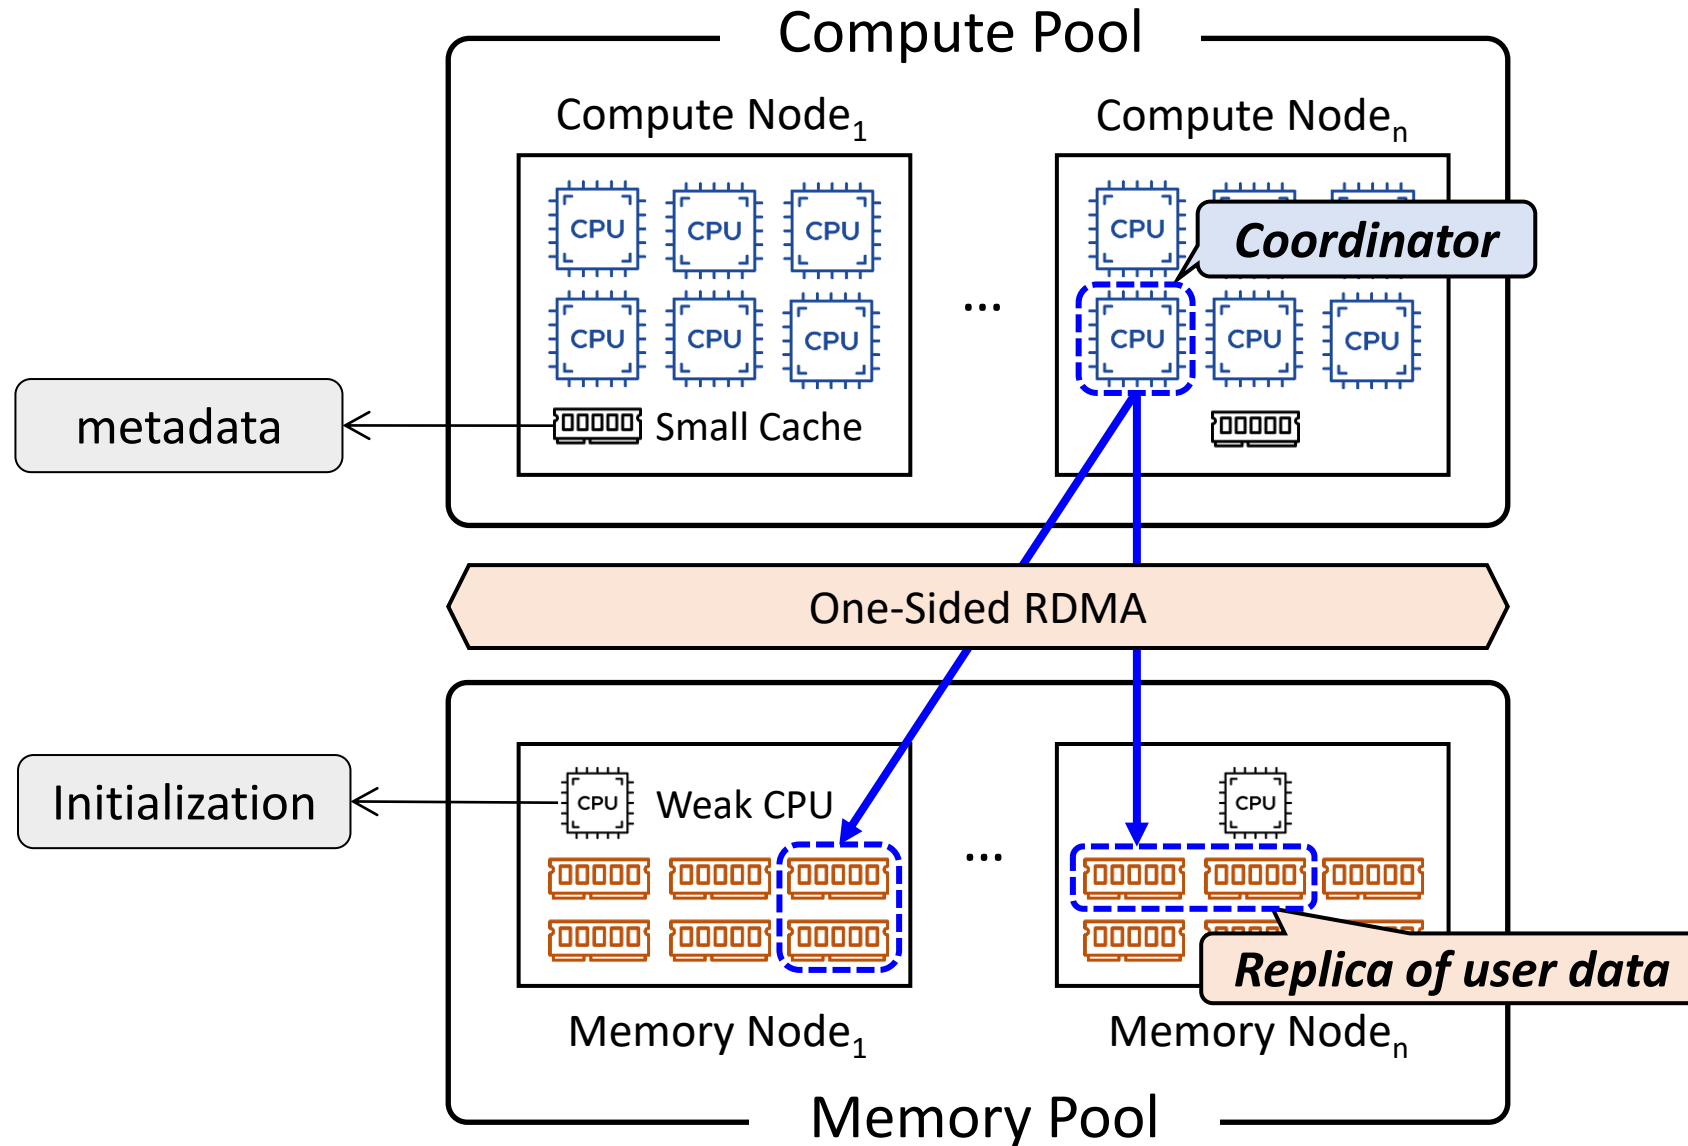 Compute Pool
Compute Node₁
Compute Nodeₙ
CPU CPU CPU
CPU
Coordinator
...
CPU CPU CPU
CPU CPU CPU
metadata
Small Cache
One-Sided RDMA
Initialization
CPU
Weak CPU
CPU
...
Replica of user data
Memory Node₁
Memory Nodeₙ
Memory Pool